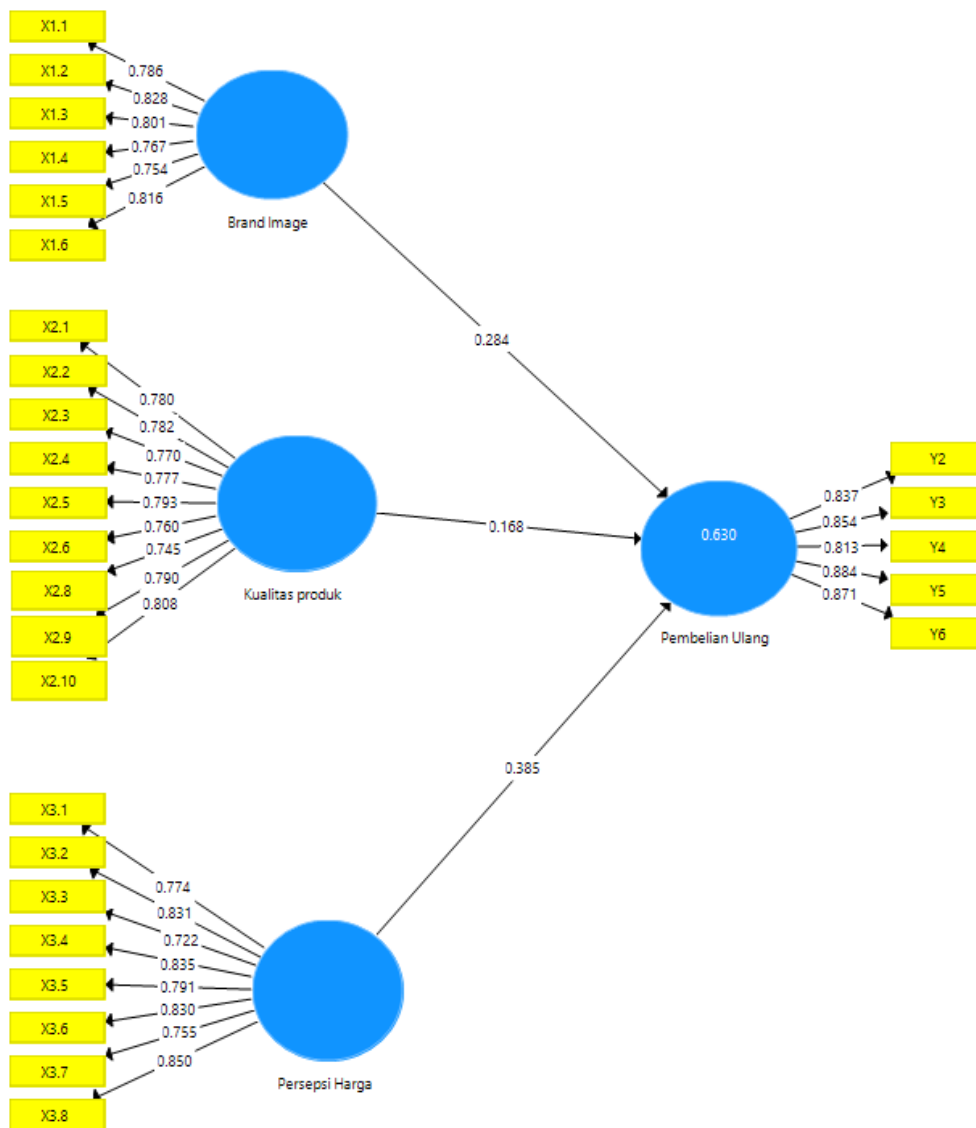 X1.1
X1.2
X1.3
X1.4
X1.5
X1.6
0.786
0.828
0.801
0.767
0.754
0.816
Brand Image
0.284
X2.1
X2.2
X2.3
X2.4
X2.5
X2.6
X2.8
X2.9
X2.10
0.780
0.782
0.770
0.777
0.793
0.760
0.745
0.790
0.808
Kualitas produk
0.168
0.630
Pembelian Ulang
0.837
0.854
0.813
0.884
0.871
Y2
Y3
Y4
Y5
Y6
0.385
X3.1
X3.2
X3.3
X3.4
X3.5
X3.6
X3.7
X3.8
0.774
0.831
0.722
0.835
0.791
0.830
0.755
0.850
Persepsi Harga